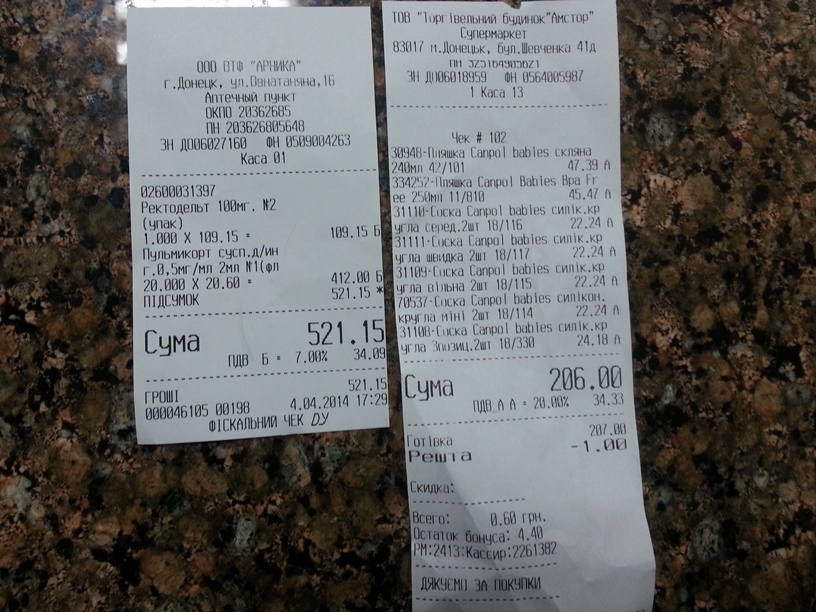 ООО ВТФ "АРНИКА"
г.Донецк, ул.Овнатаняна,16
Аптечный пункт
ОКПО 20362685
ПН 203626805648
ЗН ДО06027160 ФН 0509004263
Каса 01
02600031397
Ректодельт 100мг. №2
(упак)
1.000 X 109.15 = 109.15 Б
Пульмикорт сусп.д/ин
г.0,5мг/мл 2мл №1(фл
20.000 X 20.60 = 412.00 Б
ПІДСУМОК 521.15 *
Сума 521.15
ПДВ Б = 7.00% 34.09
ГРОШІ 521.15
000046105 00198 4.04.2014 17:29
ФІСКАЛЬНИЙ ЧЕК
ТОВ "Торгівельний будинок"Амстор"
Супермаркет
83017 м.Донецьк, бул.Шевченка 41д
ПН
ЗН ДО06018959 ФН 0564005987
1 Каса 13
Чек # 102
30948-Пляшка Canpol babies скляна
240мл 42/101 47.39 А
334252-Пляшка Canpol Babies Bpa Fr
ee 250мл 11/810 45.47 А
31110-Соска Canpol babies силік.кр
угла серед.2шт 18/116 22.24 А
31111-Соска Canpol babies силік.кр
угла швидка 2шт 18/117 22.24 А
31109-Соска Canpol babies силік.кр
угла вільна 2шт 18/115 22.24 А
70537-Соска Canpol babies силікон.
кругла міні 2шт 18/114 22.24 А
31108-Соска Canpol babies силік.кр
угла 3позиц.2шт 18/330 24.18 А
Сума 206.00
ПДВ А А = 20.00% 34.33
Готівка 207.00
Решта -1.00
Скидка:
Всего: 0.60 грн.
Остаток бонуса: 4.40
РМ:2413:Кассир:2261382
ДЯКУЄМО ЗА ПОКУПКИ